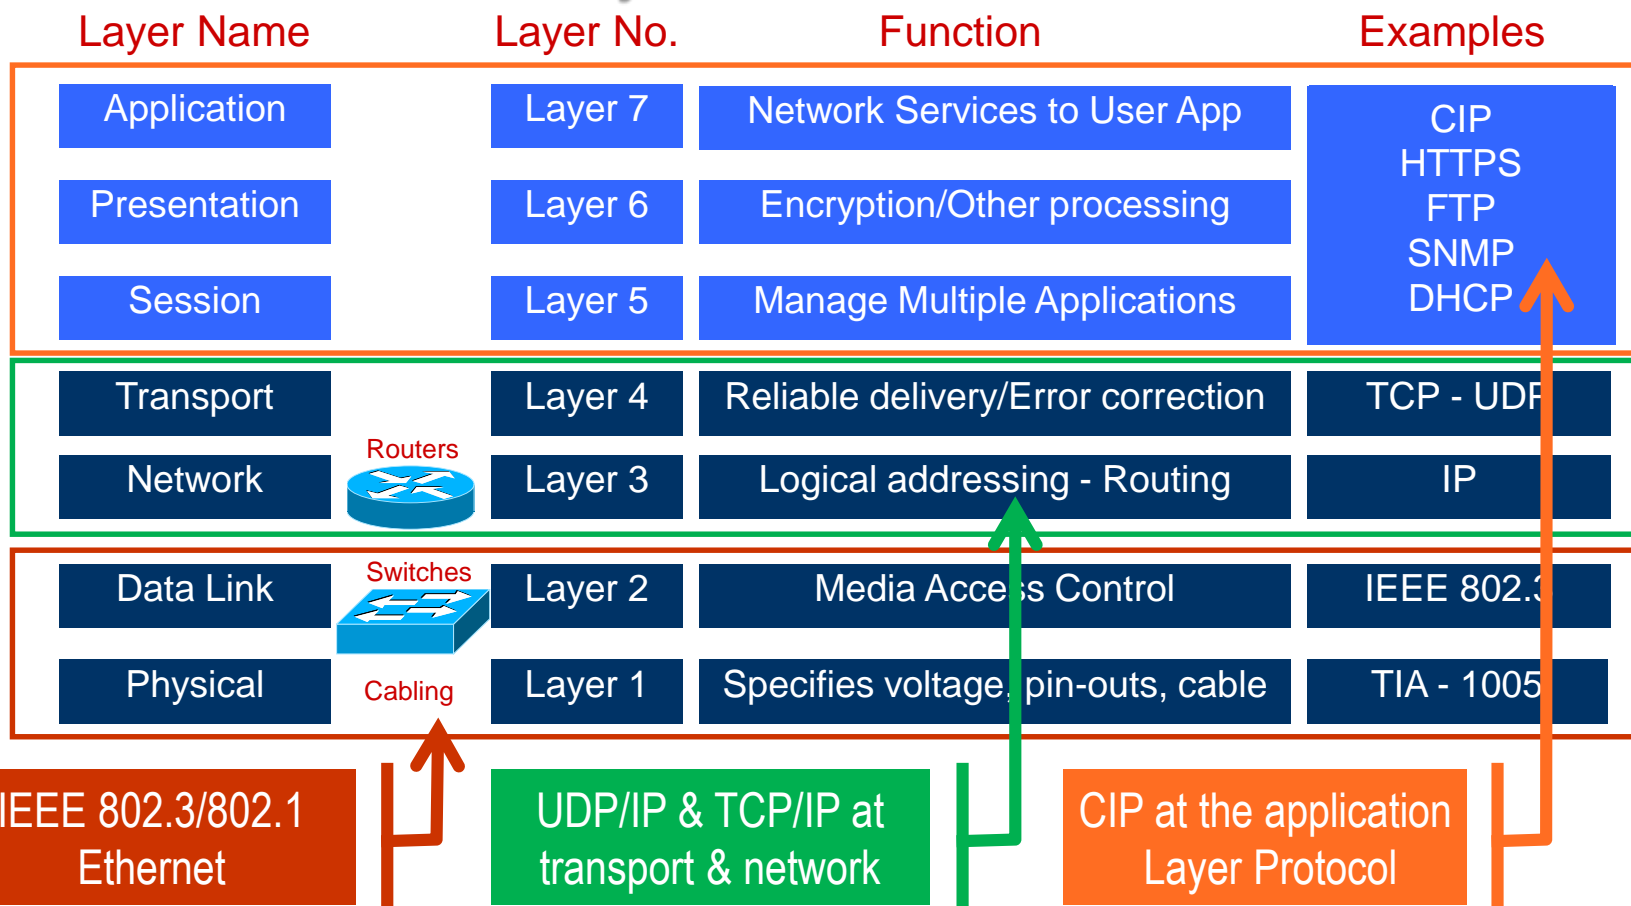 Layer Name Layer No. Function Examples
Application Layer 7 Network Services to User App CIP
HTTPS
Presentation Layer 6 Encryption/Other processing FTP
SNMP
Session Layer 5 Manage Multiple Applications DHCP
Transport Layer 4 Reliable delivery/Error correction TCP - UDP
Routers
Network Layer 3 Logical addressing - Routing IP
Switches
Data Link Layer 2 Media Access Control IEEE 802.3
Physical Cabling Layer 1 Specifies voltage, pin-outs, cable TIA - 1005
IEEE 802.3/802.1
Ethernet
UDP/IP & TCP/IP at
transport & network
CIP at the application
Layer Protocol